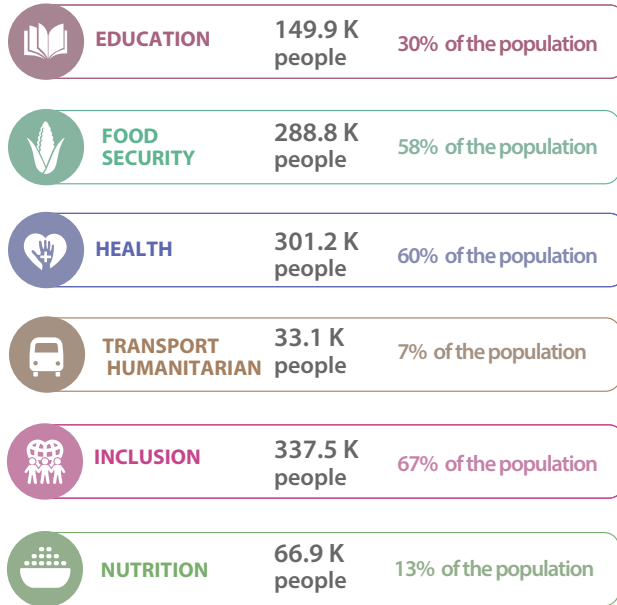 EDUCATION
149.9 K
people
30% of the population
FOOD
SECURITY
288.8 K
people
58% of the population
HEALTH
301.2 K
people
60% of the population
TRANSPORT
HUMANITARIAN
33.1 K
people
7% of the population
INCLUSION
337.5 K
people
67% of the population
NUTRITION
66.9 K
people
13% of the population